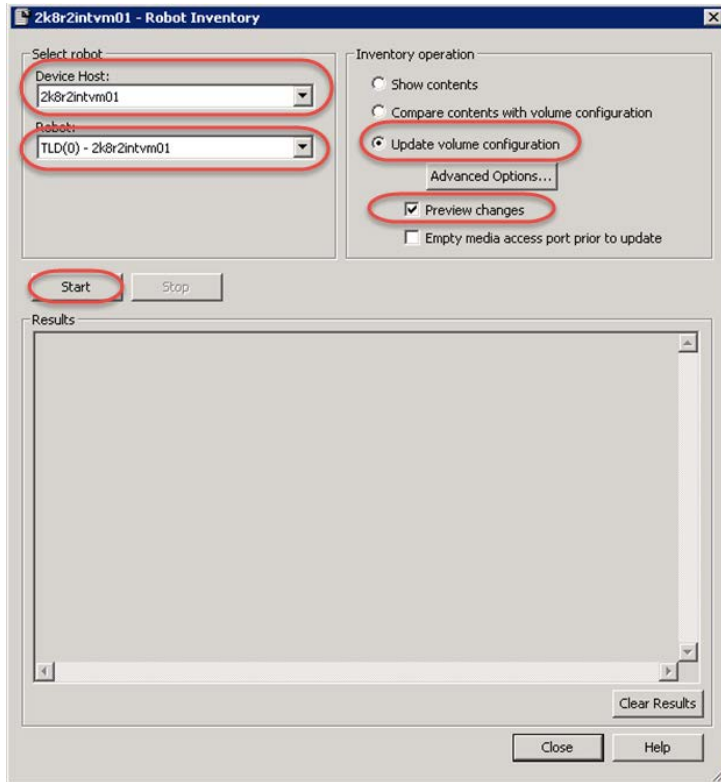 2k8r2intvm01 - Robot Inventory
Select robot
Device Host:
2k8r2intvm01
Robot:
TLD(0) - 2k8r2intvm01
Inventory operation
Show contents
Compare contents with volume configuration
Update volume configuration
Advanced Options...
Preview changes
Empty media access port prior to update
Start
Stop
Results
Clear Results
Close
Help